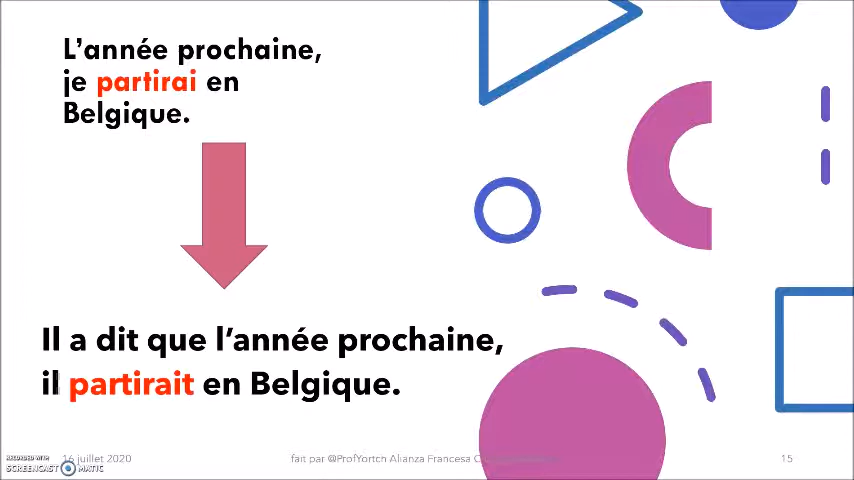 L'année prochaine,
je partirai en
Belgique.
Il a dit que l'année prochaine,
il partirait en Belgique.
RECORDED WITH
SCREENCAST MATIC
16 juillet 2020
fait par @ProfYortch Alianza Francesa
15